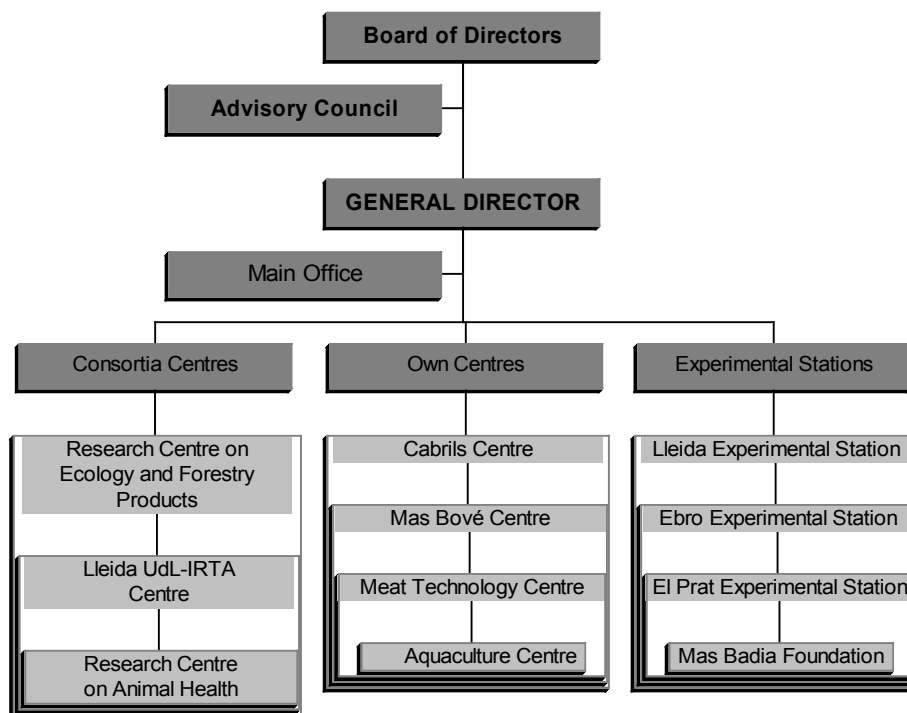 Board of Directors
Advisory Council
GENERAL DIRECTOR
Main Office
Consortia Centres
Own Centres
Experimental Stations
Research Centre on
Ecology and Forestry
Products
Lleida UdL-IRTA
Centre
Research Centre
on Animal Health
Cabrils Centre
Mas Bové Centre
Meat Technology Centre
Aquaculture Centre
Lleida Experimental Station
Ebro Experimental Station
El Prat Experimental Station
Mas Badia Foundation